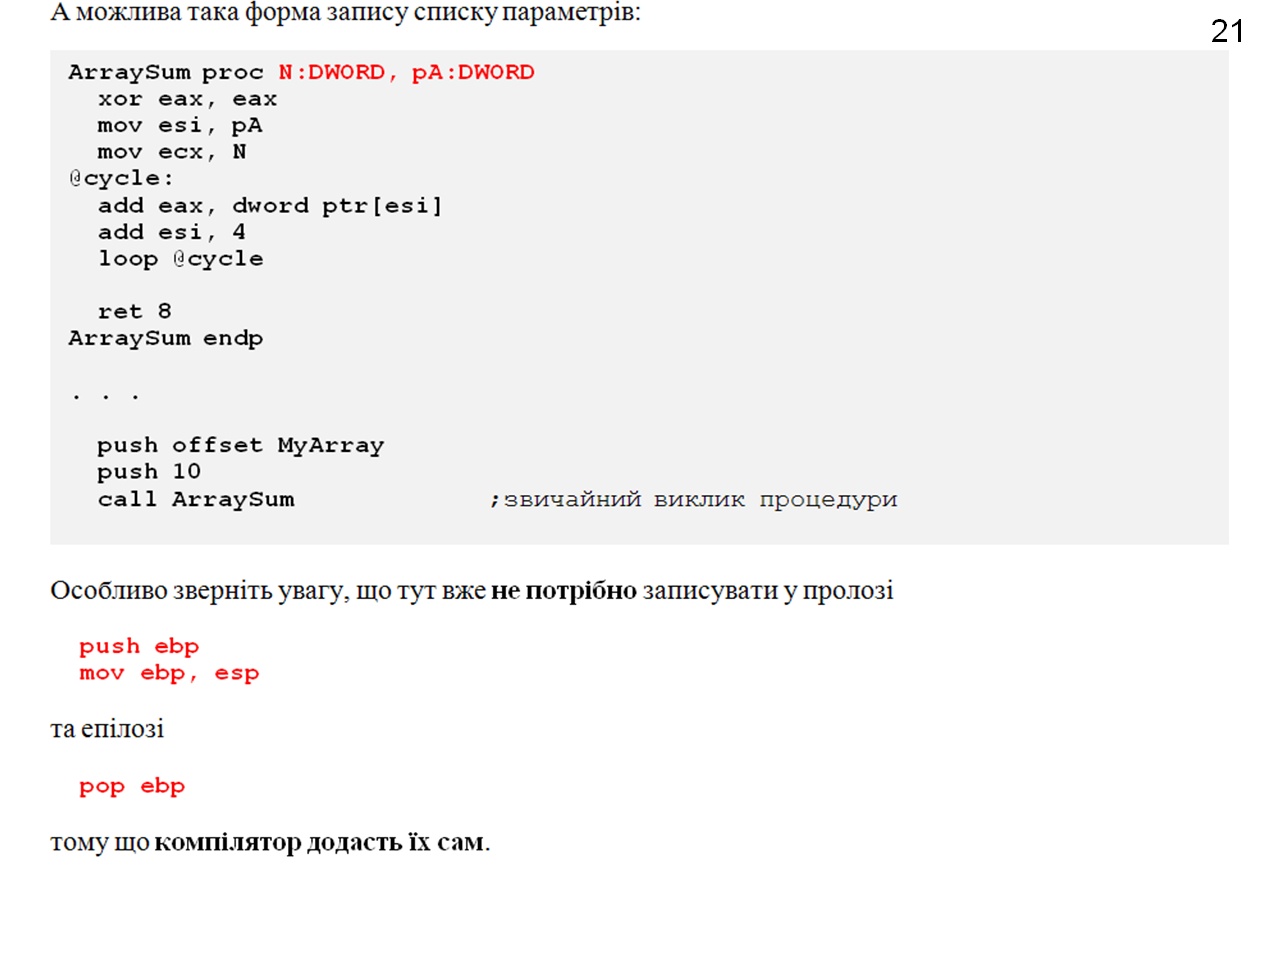 А можлива така форма запису списку параметрів:
21
ArraySum proc N:DWORD, pA:DWORD
xor eax, eax
mov esi, pA
mov ecx, N
@cycle:
add eax, dword ptr[esi]
add esi, 4
loop @cycle
ret 8
ArraySum endp
. . .
push offset MyArray
push 10
call ArraySum ;звичайний виклик процедури
Особливо зверніть увагу, що тут вже не потрібно записувати у пролозі
push ebp
mov ebp, esp
та епілозі
pop ebp
тому що компілятор додасть їх сам.